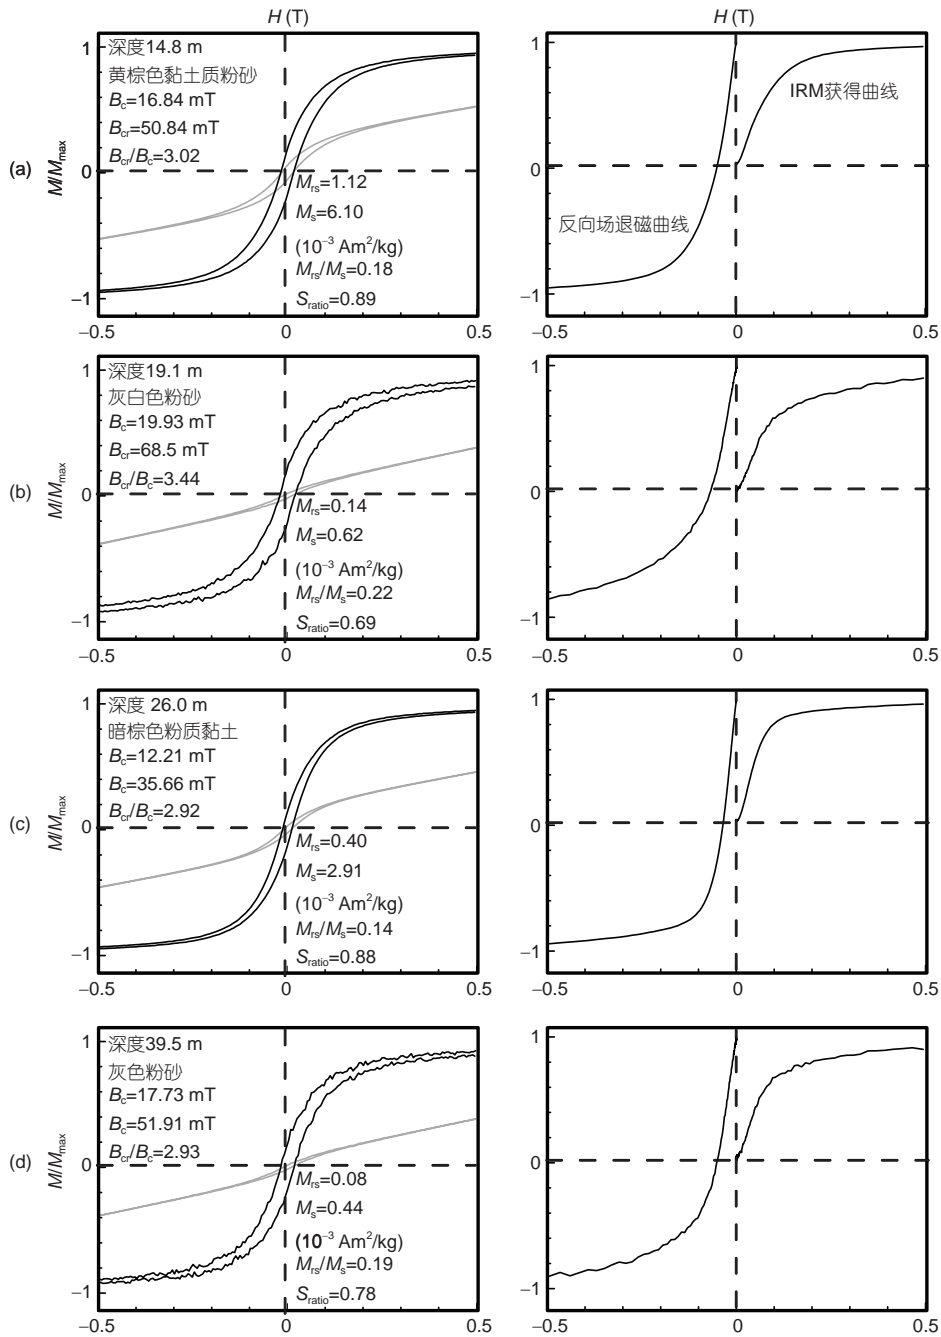 H (T)
H (T)
(a)
M/Mmax
1
0
−1
深度14.8 m
黄棕色黏土质粉砂
Bc=16.84 mT
Bcr=50.84 mT
Bcr/Bc=3.02
Mrs=1.12
Ms=6.10
(10−3 Am2/kg)
Mrs/Ms=0.18
Sratio=0.89
−0.5
0
0.5
1
0
−1
IRM获得曲线
反向场退磁曲线
−0.5
0
0.5
(b)
M/Mmax
1
0
−1
深度19.1 m
灰白色粉砂
Bc=19.93 mT
Bcr=68.5 mT
Bcr/Bc=3.44
Mrs=0.14
Ms=0.62
(10−3 Am2/kg)
Mrs/Ms=0.22
Sratio=0.69
−0.5
0
0.5
1
0
−1
−0.5
0
0.5
(c)
M/Mmax
1
0
−1
深度 26.0 m
暗棕色粉质黏土
Bc=12.21 mT
Bc=35.66 mT
Bcr/Bc=2.92
Mrs=0.40
Ms=2.91
(10−3 Am2/kg)
Mrs/Ms=0.14
Sratio=0.88
−0.5
0
0.5
1
0
−1
−0.5
0
0.5
(d)
M/Mmax
1
0
−1
深度39.5 m
灰色粉砂
Bc=17.73 mT
Bcr=51.91 mT
Bcr/Bc=2.93
Mrs=0.08
Ms=0.44
(10−3 Am2/kg)
Mrs/Ms=0.19
Sratio=0.78
−0.5
0
0.5
1
0
−1
−0.5
0
0.5